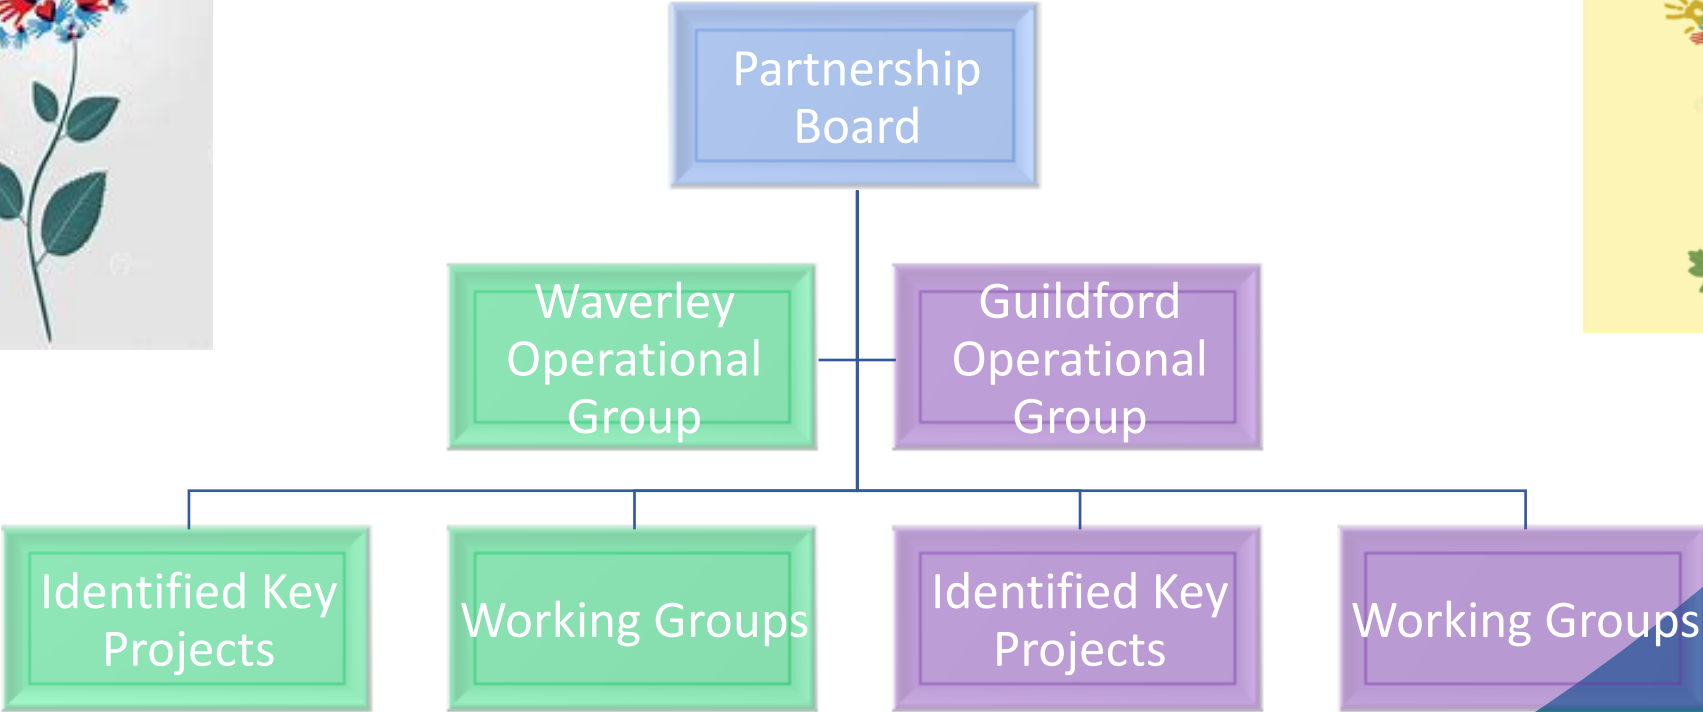 Partnership
Board
Waverley
Operational
Group
Guildford
Operational
Group
Identified Key
Projects
Working Groups
Identified Key
Projects
Working Groups